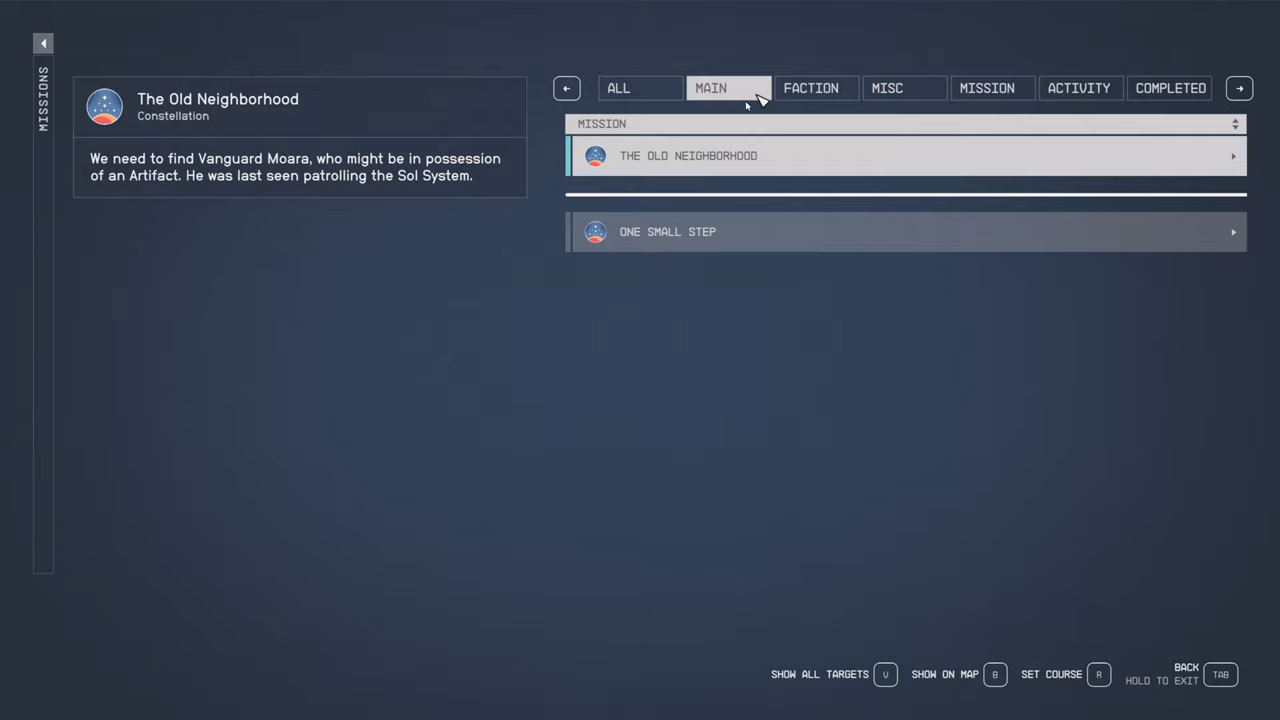 MISSIONS
The Old Neighborhood
Constellation
We need to find Vanguard Moara, who might be in possession
of an Artifact. He was last seen patrolling the Sol System.
ALL MAIN FACTION MISC MISSION ACTIVITY COMPLETED
MISSION
THE OLD NEIGHBORHOOD
ONE SMALL STEP
SHOW ALL TARGETS V SHOW ON MAP B SET COURSE R BACK TAB
HOLD TO EXIT